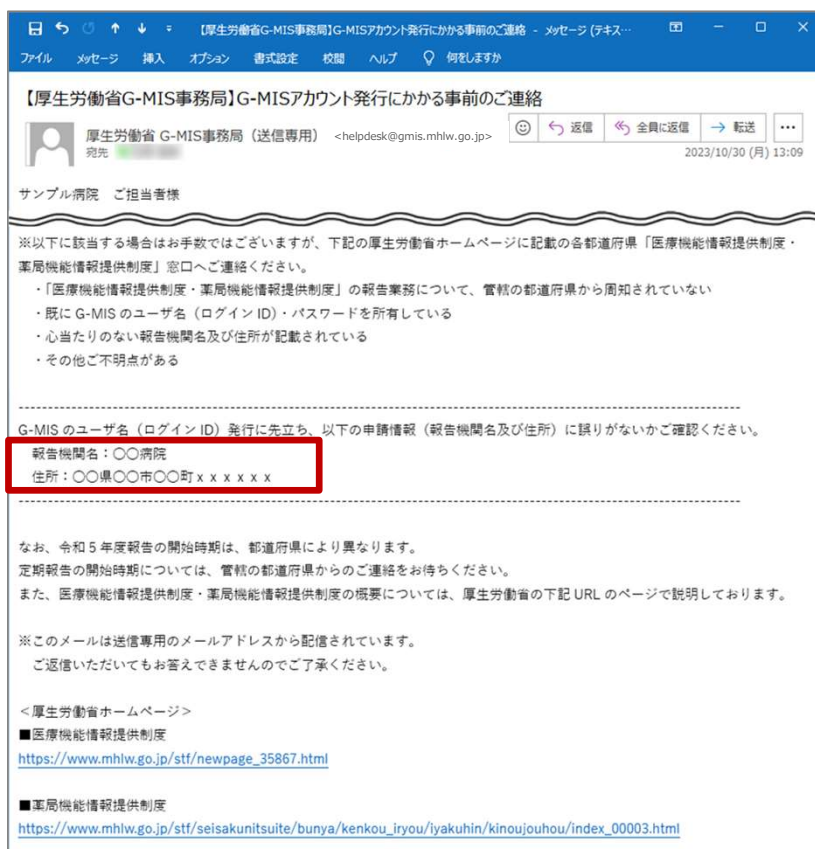 【厚生労働省G-MIS事務局】G-MISアカウント発行にかかる事前のご連絡 - メッセージ (テキス…
ファイル メッセージ 挿入 オプション 書式設定 校閲 ヘルプ 何をしますか
【厚生労働省G-MIS事務局】G-MISアカウント発行にかかる事前のご連絡
厚生労働省 G-MIS事務局（送信専用） <helpdesk@gmis.mhlw.go.jp>
返信 全員に返信 転送 …
宛先
2023/10/30 (月) 13:09
サンプル病院 ご担当者様
※以下に該当する場合はお手数ではございますが、下記の厚生労働省ホームページに記載の各都道府県「医療機能情報提供制度・
薬局機能情報提供制度」窓口へご連絡ください。
・「医療機能情報提供制度・薬局機能情報提供制度」の報告業務について、管轄の都道府県から周知されていない
・既に G-MIS のユーザ名（ログイン ID）・パスワードを所有している
・心当たりのない報告機関名及び住所が記載されている
・その他ご不明点がある
--------------------------------------------------------------------------------
G-MIS のユーザ名（ログイン ID）発行に先立ち、以下の申請情報（報告機関名及び住所）に誤りがないかご確認ください。
報告機関名：〇〇病院
住所：〇〇県〇〇市〇〇町ｘｘｘｘｘｘ
--------------------------------------------------------------------------------
なお、令和５年度報告の開始時期は、都道府県により異なります。
定期報告の開始時期については、管轄の都道府県からのご連絡をお待ちください。
また、医療機能情報提供制度・薬局機能情報提供制度の概要については、厚生労働省の下記 URL のページで説明しております。
※このメールは送信専用のメールアドレスから配信されています。
ご返信いただいてもお答えできませんのでご了承ください。
＜厚生労働省ホームページ＞
■医療機能情報提供制度
https://www.mhlw.go.jp/stf/newpage_35867.html
■薬局機能情報提供制度
https://www.mhlw.go.jp/stf/seisakunitsuite/bunya/kenkou_iryou/iyakuhin/kinoujouhou/index_00003.html